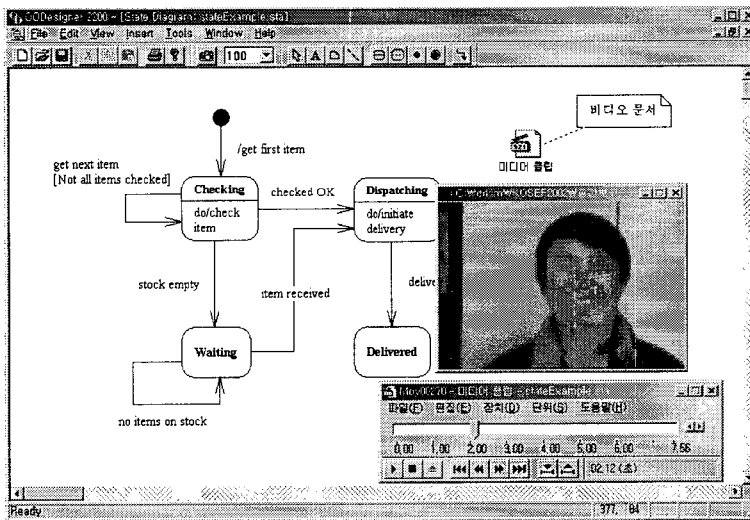 OODesigner 2200 - [State Diagram: stateExample.sta]
File Edit View Insert Tools Window Help
100
비디오 문서
미디어 클립
/get first item
get next item
[Not all items checked]
Checking
do/check
item
checked OK
Dispatching
do/initiate
delivery
stock empty
item received
delive
Waiting
Delivered
no items on stock
미디어 클립 - stateExample
파일(F) 편집(E) 장치(D) 단위(S) 도움말(H)
0,00 1,00 2,00 3,00 4,00 5,00 6,00 7,56
02,12 (초)
Ready
377, 84